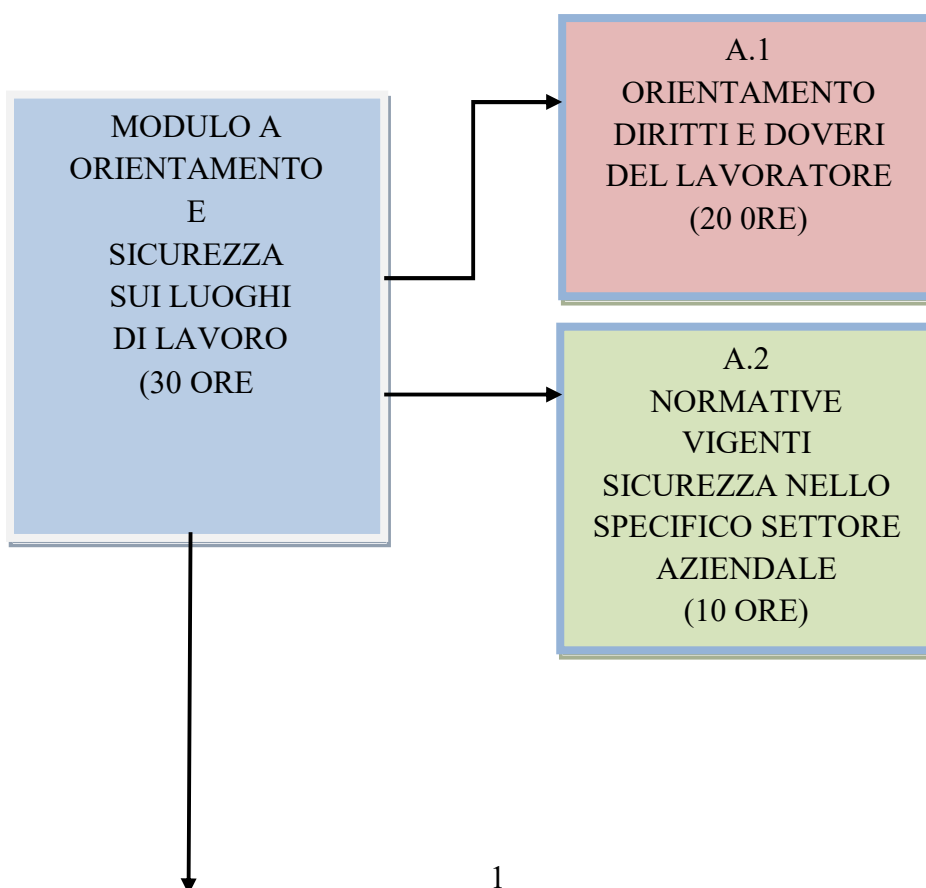 MODULO A
ORIENTAMENTO
E
SICUREZZA
SUI LUOGHI
DI LAVORO
(30 ORE
A.1
ORIENTAMENTO
DIRITTI E DOVERI
DEL LAVORATORE
(20 0RE)
A.2
NORMATIVE
VIGENTI
SICUREZZA NELLO
SPECIFICO SETTORE
AZIENDALE
(10 ORE)
1